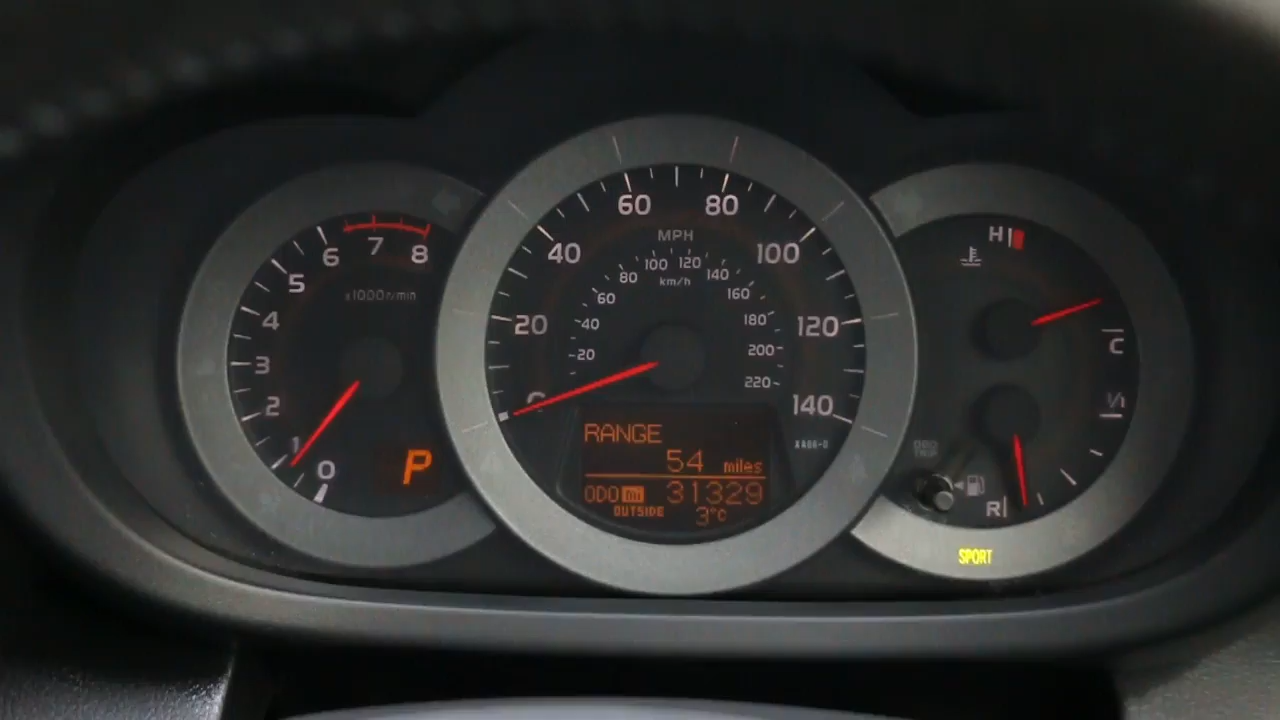 0
1
2
3
4
5
6
7
8
x1000r/min
P
20
40
60
80
100
120
140
MPH
20
40
60
80
100
120
140
160
180
200
220
km/h
RANGE
54 miles
ODO mi 31329
OUTSIDE 3°C
H
C
1/1
R
ODO
TRIP
SPORT